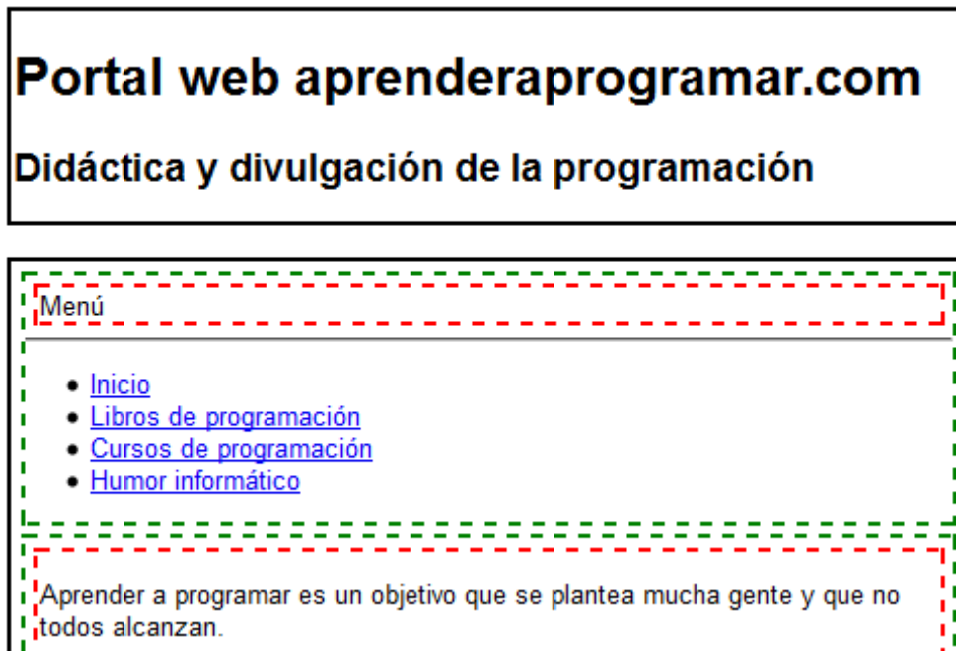 Portal web aprenderaprogramar.com
Didáctica y divulgación de la programación
Menú
Inicio
Libros de programación
Cursos de programación
Humor informático
Aprender a programar es un objetivo que se plantea mucha gente y que no
todos alcanzan.